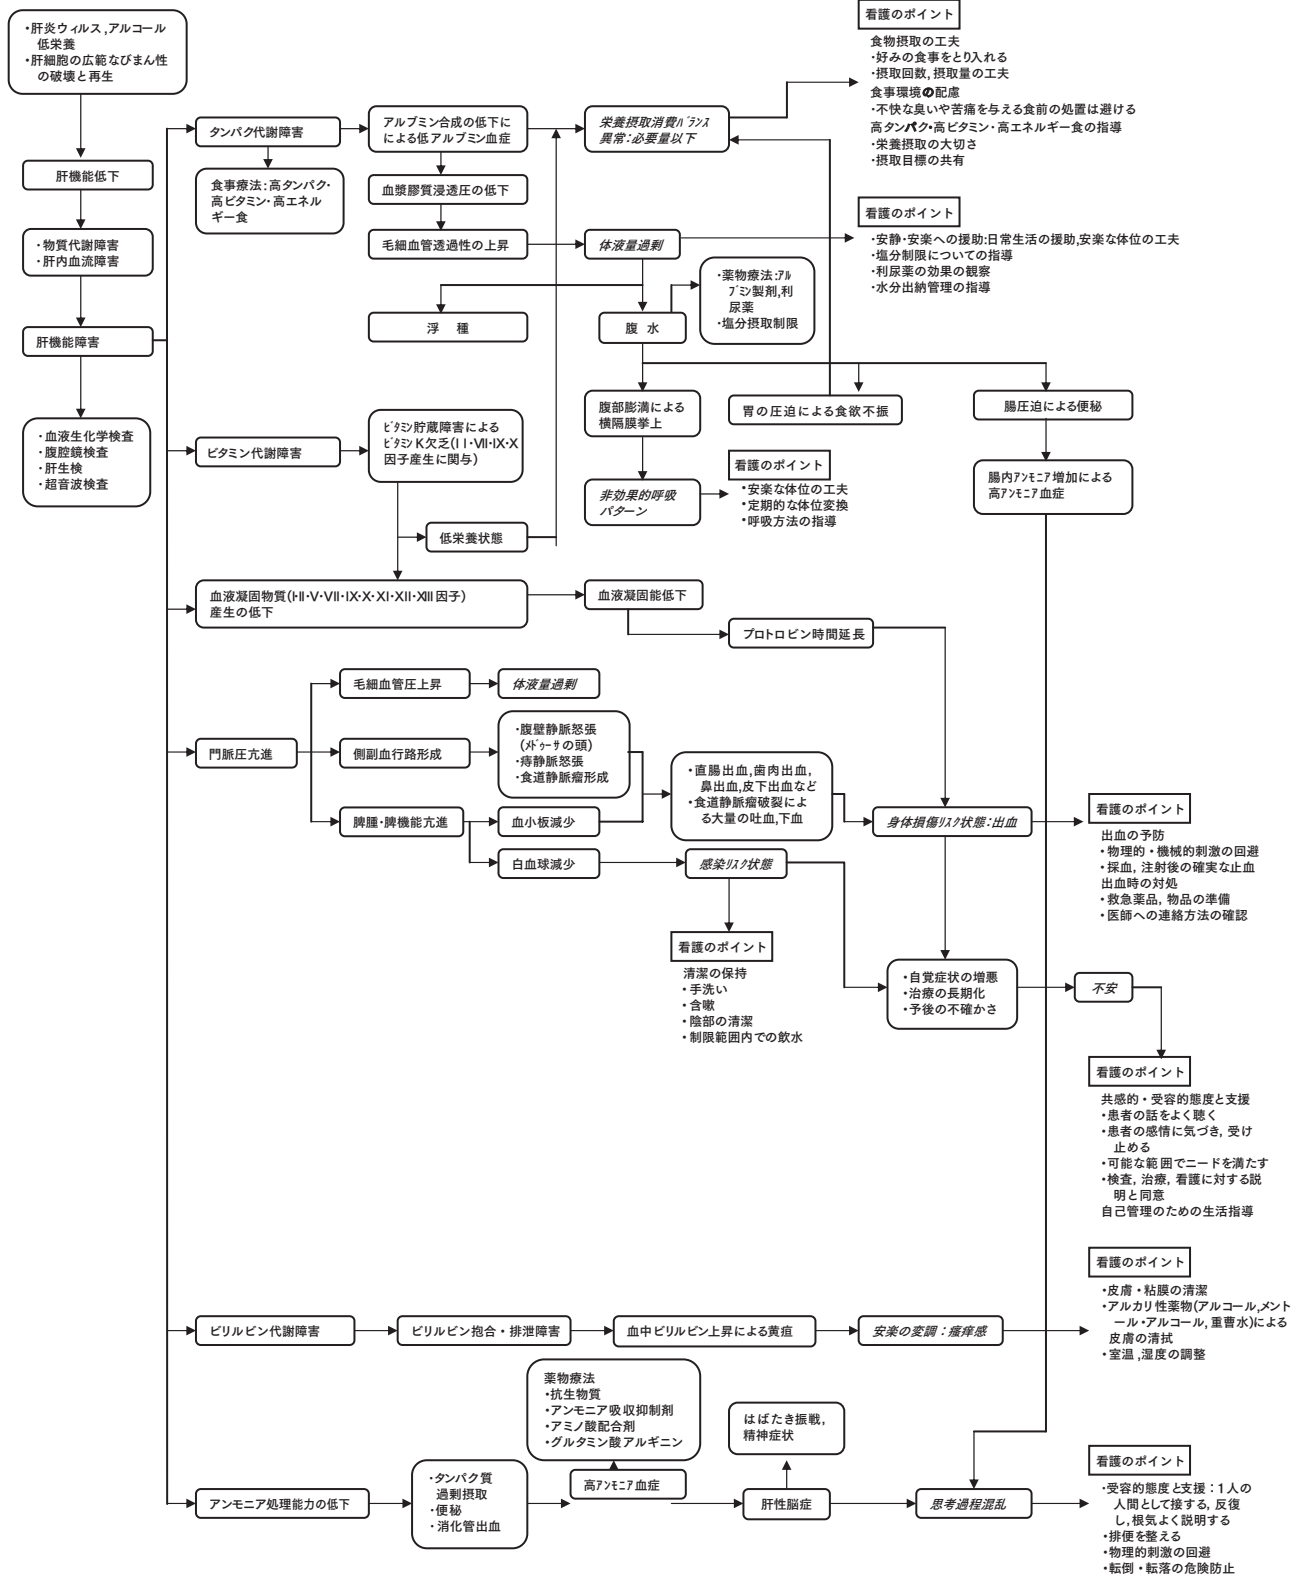 ・肝炎ウィルス,アルコール
低栄養
・肝細胞の広範なびまん性
の破壊と再生
肝機能低下
・物質代謝障害
・肝内血流障害
肝機能障害
・血液生化学検査
・腹腔鏡検査
・肝生検
・超音波検査
タンパク代謝障害
食事療法:高タンパク・
高ビタミン・高エネル
ギー食
アルブミン合成の低下に
による低アルブミン血症
血漿膠質浸透圧の低下
毛細血管透過性の上昇
栄養摂取消費バランス
異常:必要量以下
体液量過剰
浮 種
腹 水
・薬物療法:アル
ブミン製剤,利
尿薬
・塩分摂取制限
看護のポイント
食物摂取の工夫
・好みの食事をとり入れる
・摂取回数,摂取量の工夫
食事環境の配慮
・不快な臭いや苦痛を与える食前の処置は避ける
高タンパク・高ビタミン・高エネルギー食の指導
・栄養摂取の大切さ
・摂取目標の共有
看護のポイント
・安静・安楽への援助:日常生活の援助,安楽な体位の工夫
・塩分制限についての指導
・利尿薬の効果の観察
・水分出納管理の指導
腹部膨満による
横隔膜挙上
胃の圧迫による食欲不振
腸圧迫による便秘
非効果的呼吸
パターン
看護のポイント
・安楽な体位の工夫
・定期的な体位変換
・呼吸方法の指導
腸内アンモニア増加による
高アンモニア血症
ビタミン代謝障害
ビタミン貯蔵障害による
ビタミンK欠乏(II・VII・IX・X
因子産生に関与)
低栄養状態
血液凝固物質(I・II・V・VII・IX・X・XI・XII・XIII因子)
産生の低下
血液凝固能低下
プロトロビン時間延長
門脈圧亢進
毛細血管圧上昇
体液量過剰
側副血行路形成
・腹壁静脈怒張
(メドゥーサの頭)
・痔静脈怒張
・食道静脈瘤形成
脾腫・脾機能亢進
血小板減少
白血球減少
・直腸出血,歯肉出血,
鼻出血,皮下出血など
・食道静脈瘤破裂によ
る大量の吐血,下血
身体損傷リスク状態:出血
看護のポイント
出血の予防
・物理的・機械的刺激の回避
・採血,注射後の確実な止血
出血時の対処
・救急薬品,物品の準備
・医師への連絡方法の確認
感染リスク状態
看護のポイント
清潔の保持
・手洗い
・含嗽
・陰部の清潔
・制限範囲内での飲水
・自覚症状の増悪
・治療の長期化
・予後の不確かさ
不安
看護のポイント
共感的・受容的態度と支援
・患者の話をよく聴く
・患者の感情に気づき,受け
止める
・可能な範囲でニードを満たす
・検査,治療,看護に対する説
明と同意
自己管理のための生活指導
ビリルビン代謝障害
ビリルビン抱合・排泄障害
血中ビリルビン上昇による黄疸
安楽の変調:瘙痒感
看護のポイント
・皮膚・粘膜の清潔
・アルカリ性薬物(アルコール,メント
ール・アルコール,重曹水)による
皮膚の清拭
・室温,湿度の調整
薬物療法
・抗生物質
・アンモニア吸収抑制剤
・アミノ酸配合剤
・グルタミン酸アルギニン
はばたき振戦,
精神症状
アンモニア処理能力の低下
・タンパク質
過剰摂取
・便秘
・消化管出血
高アンモニア血症
肝性脳症
思考過程混乱
看護のポイント
・受容的態度と支援:1人の
人間として接する,反復
し,根気よく説明する
・排便を整える
・物理的刺激の回避
・転倒・転落の危険防止